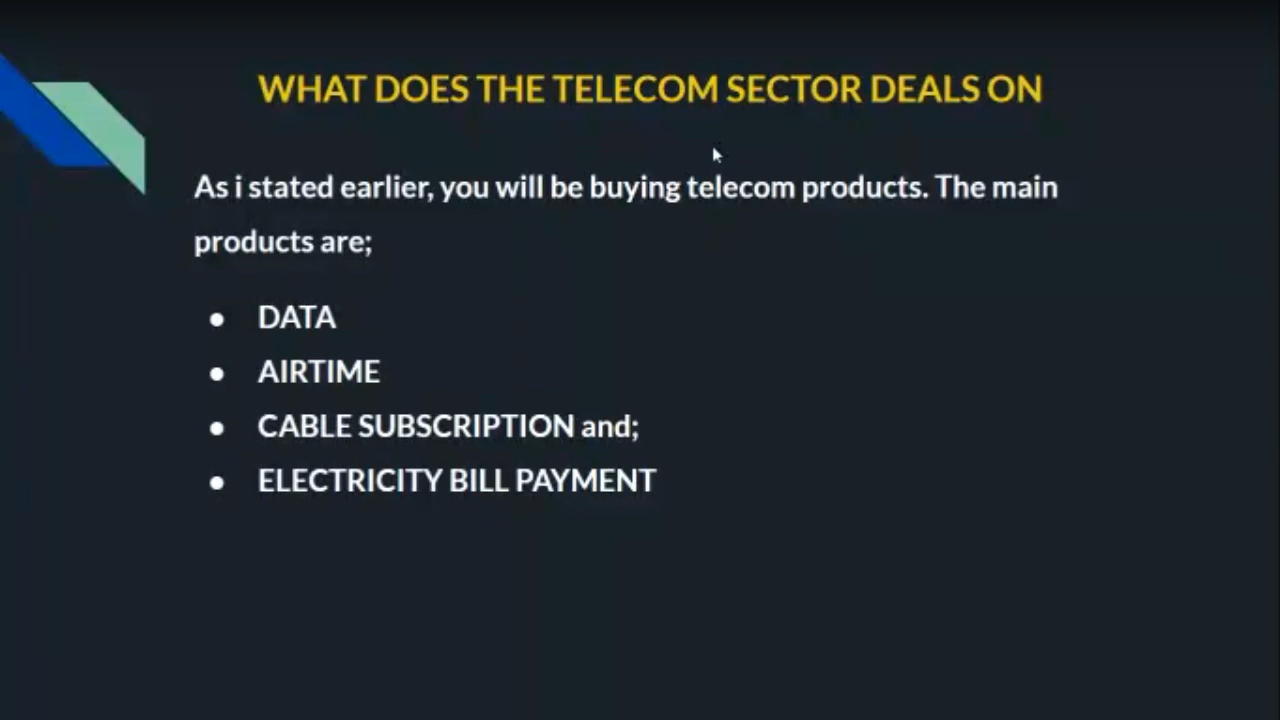 WHAT DOES THE TELECOM SECTOR DEALS ON
As i stated earlier, you will be buying telecom products. The main
products are;
● DATA
● AIRTIME
● CABLE SUBSCRIPTION and;
● ELECTRICITY BILL PAYMENT